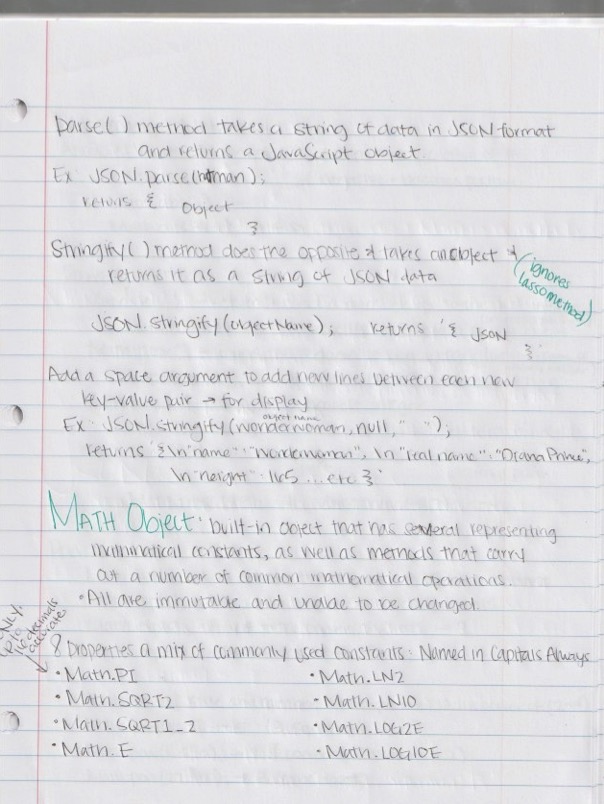 parse() method takes a string of data in JSON format
and returns a JavaScript object
Ex JSON.parse(batman);
returns { Object
}
Stringify() method does the opposite & takes an object &
returns it as a string of JSON data
(ignores
lasso method)
JSON.stringify(objectName); returns '{ JSON
}'
Add a space argument to add new lines between each new
key-value pair → for display
object name
Ex JSON.stringify(wonderwoman, null, " ");
returns '{\n"name": "Wonderwoman", \n "real name": "Diana Prince",
\n "height": 165 ... etc }'
MATH Object: built-in object that has several representing
mathmatical constants, as well as methods that carry
out a number of common mathematical operations.
• All are immutable and unable to be changed.
ONLY
16 decimals
accurate
8 Properties a mix of commonly used constants: Named in Capitals Always
• Math.PI
• Math.LN2
• Math.SQRT2
• Math.LN10
• Math.SQRT1_2
• Math.LOG2E
• Math.E
• Math.LOG10E